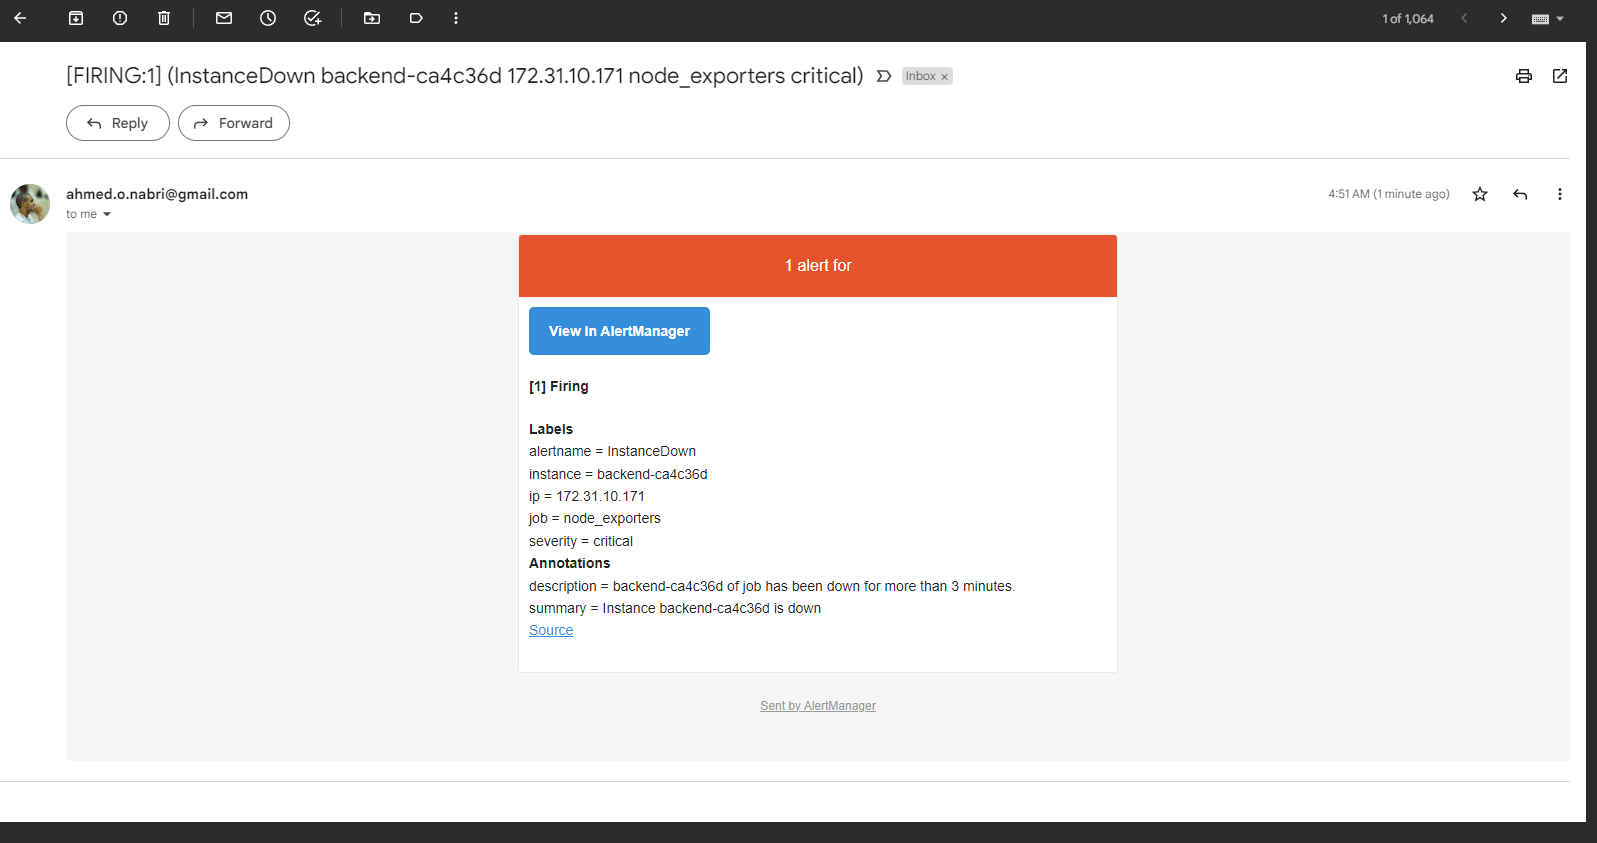 1 of 1,064
[FIRING:1] (InstanceDown backend-ca4c36d 172.31.10.171 node_exporters critical) Inbox ×
Reply Forward
ahmed.o.nabri@gmail.com 4:51 AM (1 minute ago)
to me
1 alert for
View In AlertManager
[1] Firing
Labels
alertname = InstanceDown
instance = backend-ca4c36d
ip = 172.31.10.171
job = node_exporters
severity = critical
Annotations
description = backend-ca4c36d of job has been down for more than 3 minutes.
summary = Instance backend-ca4c36d is down
Source
Sent by AlertManager